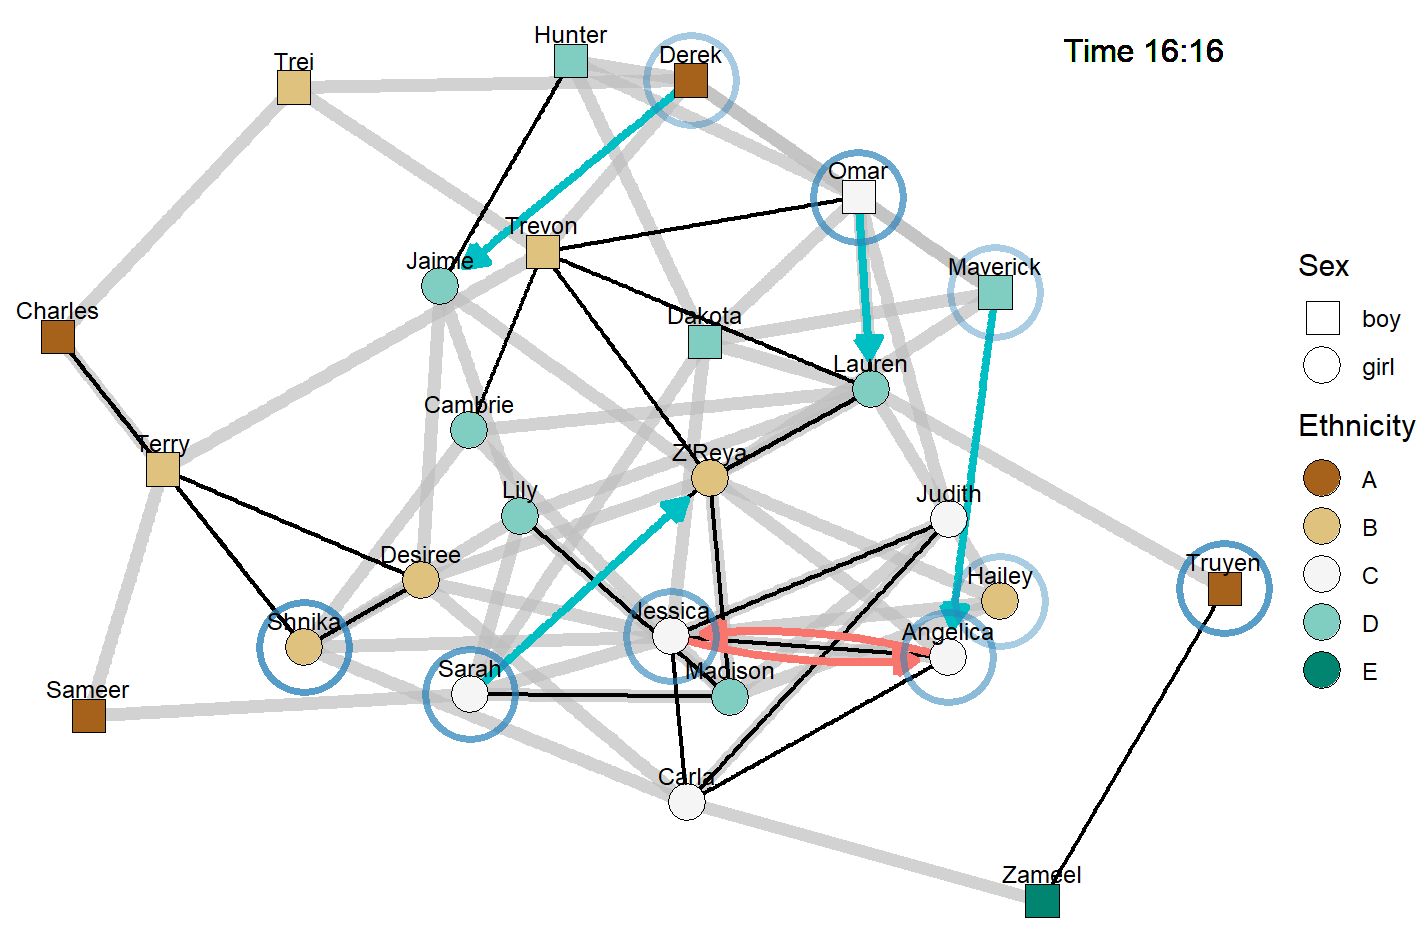 Hunter
Derek
Time 16:16
Trei
Omar
Trevon
Jaimie
Maverick
Charles
Dakota
Lauren
Cambrie
Terry
Z'Reya
Lily
Judith
Desiree
Truyen
Hailey
Shnika
Jessica
Angelica
Sarah
Madison
Sameer
Carla
Zameel
Sex
boy
girl
Ethnicity
A
B
C
D
E